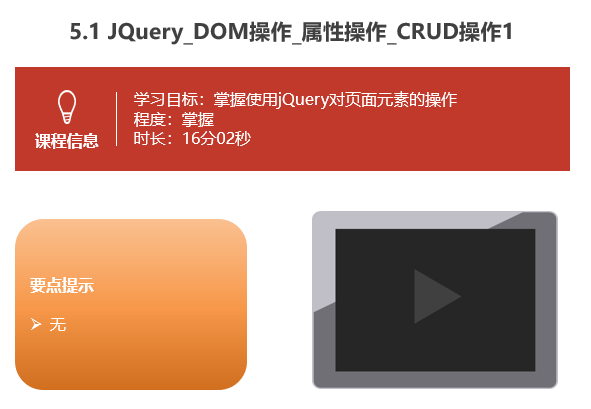 5.1 JQuery_DOM操作_属性操作_CRUD操作1
学习目标：掌握使用jQuery对页面元素的操作
程度：掌握
时长：16分02秒
课程信息
要点提示
无